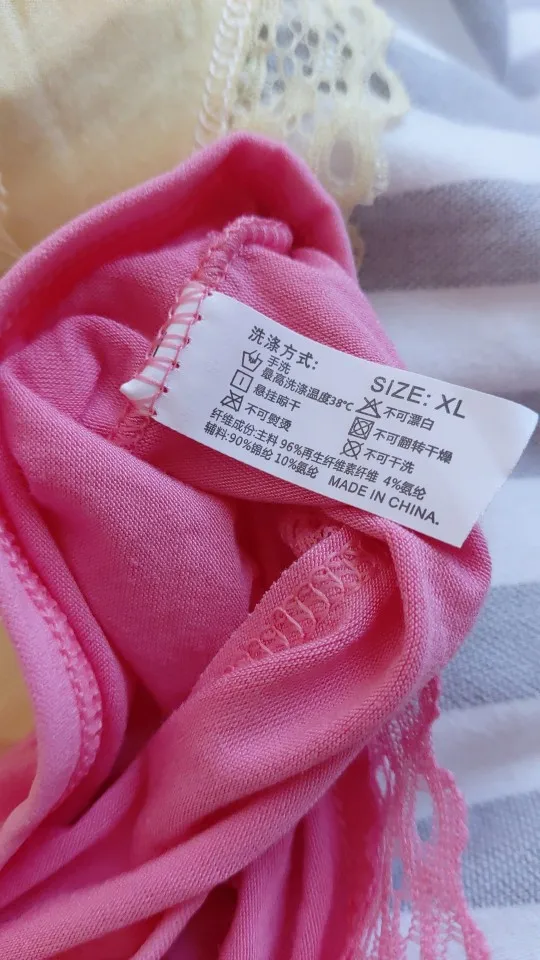 洗涤方式:
SIZE: XL
手洗
最高洗涤温度38℃
不可漂白
悬挂晾干
不可翻转干燥
不可熨烫
不可干洗
纤维成份:主料 96%再生纤维素纤维 4%氨纶
辅料:90%锦纶 10%氨纶 MADE IN CHINA.